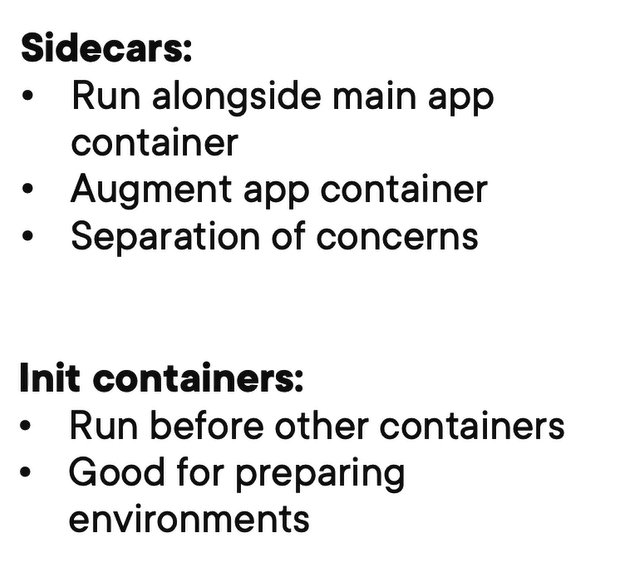 Sidecars:
• Run alongside main app
container
• Augment app container
• Separation of concerns
Init containers:
• Run before other containers
• Good for preparing
environments